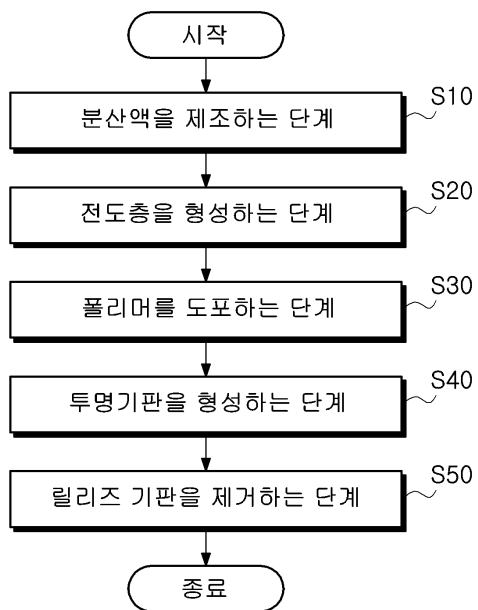 시작
분산액을 제조하는 단계
S10
전도층을 형성하는 단계
S20
폴리머를 도포하는 단계
S30
투명기판을 형성하는 단계
S40
릴리즈 기판을 제거하는 단계
S50
종료